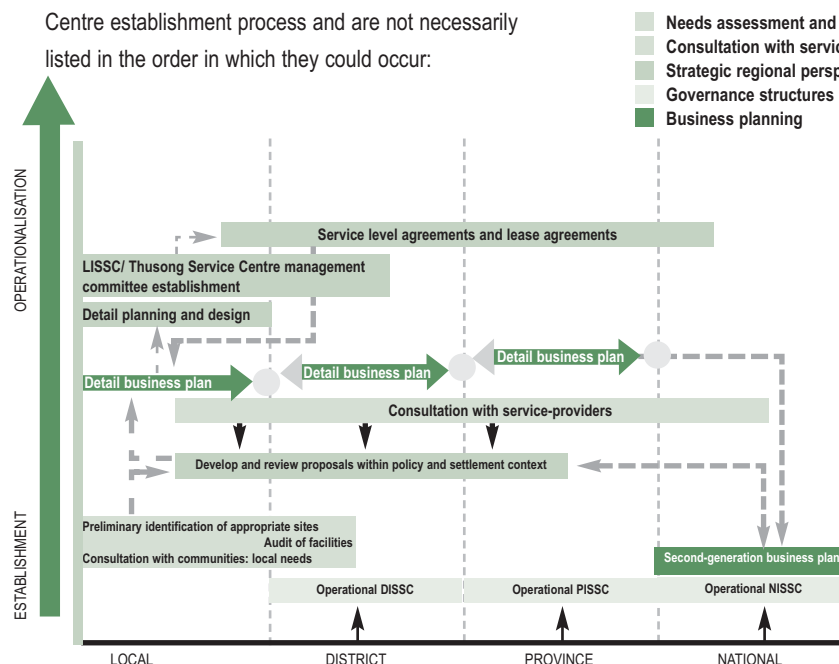 Centre establishment process and are not necessarily
listed in the order in which they could occur:
Needs assessment and
Consultation with servic
Strategic regional persp
Governance structures
Business planning
OPERATIONALISATION
ESTABLISHMENT
Service level agreements and lease agreements
LISSC/ Thusong Service Centre management
committee establishment
Detail planning and design
Detail business plan
Detail business plan
Detail business plan
Consultation with service-providers
Develop and review proposals within policy and settlement context
Preliminary identification of appropriate sites
Audit of facilities
Consultation with communities: local needs
Second-generation business plan
Operational DISSC
Operational PISSC
Operational NISSC
LOCAL
DISTRICT
PROVINCE
NATIONAL